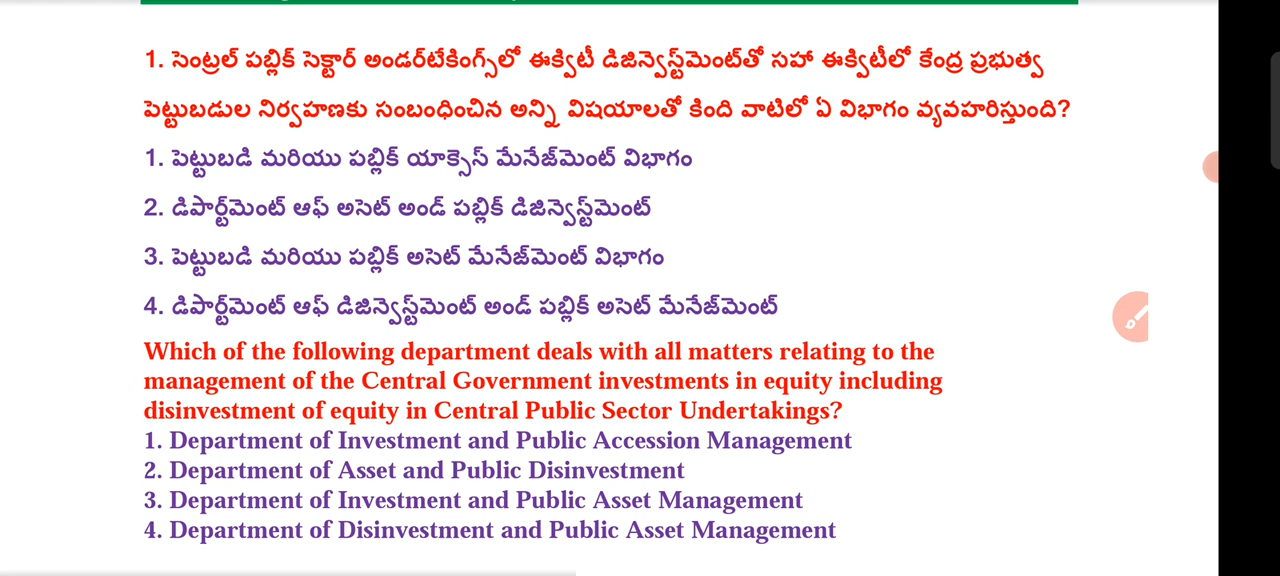 1. సెంట్రల్ పబ్లిక్ సెక్టార్ అండర్‌టేకింగ్స్‌లో ఈక్విటీ డిజిన్వెస్ట్‌మెంట్‌తో సహా ఈక్విటీలో కేంద్ర ప్రభుత్వ
పెట్టుబడుల నిర్వహణకు సంబంధించిన అన్ని విషయాలతో కింది వాటిలో ఏ విభాగం వ్యవహరిస్తుంది?
1. పెట్టుబడి మరియు పబ్లిక్ యాక్సెస్ మేనేజ్‌మెంట్ విభాగం
2. డిపార్ట్‌మెంట్ ఆఫ్ అసెట్ అండ్ పబ్లిక్ డిజిన్వెస్ట్‌మెంట్
3. పెట్టుబడి మరియు పబ్లిక్ అసెట్ మేనేజ్‌మెంట్ విభాగం
4. డిపార్ట్‌మెంట్ ఆఫ్ డిజిన్వెస్ట్‌మెంట్ అండ్ పబ్లిక్ అసెట్ మేనేజ్‌మెంట్
Which of the following department deals with all matters relating to the
management of the Central Government investments in equity including
disinvestment of equity in Central Public Sector Undertakings?
1. Department of Investment and Public Accession Management
2. Department of Asset and Public Disinvestment
3. Department of Investment and Public Asset Management
4. Department of Disinvestment and Public Asset Management